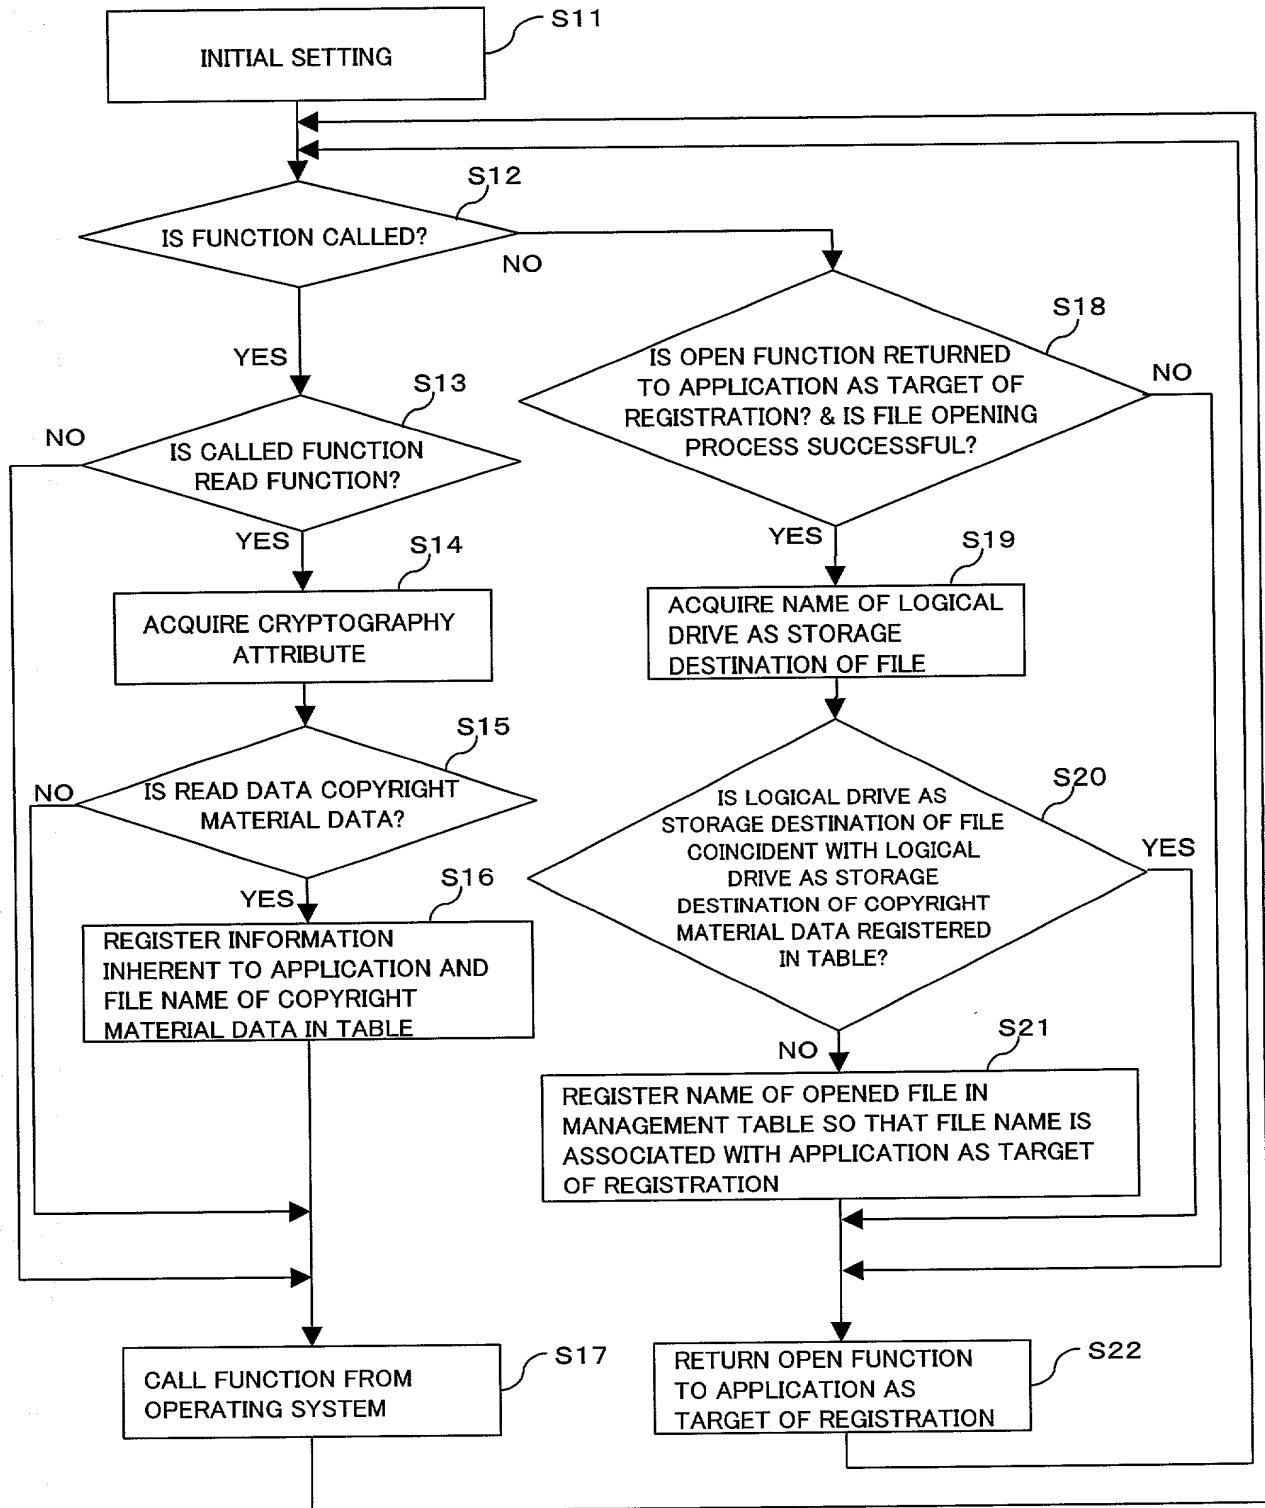 S11
INITIAL SETTING
S12
IS FUNCTION CALLED?
NO
YES
S18
IS OPEN FUNCTION RETURNED
TO APPLICATION AS TARGET OF
REGISTRATION? & IS FILE OPENING
PROCESS SUCCESSFUL?
NO
YES
S13
NO
IS CALLED FUNCTION
READ FUNCTION?
YES
S14
ACQUIRE CRYPTOGRAPHY
ATTRIBUTE
S19
ACQUIRE NAME OF LOGICAL
DRIVE AS STORAGE
DESTINATION OF FILE
S15
NO
IS READ DATA COPYRIGHT
MATERIAL DATA?
YES
S20
IS LOGICAL DRIVE AS
STORAGE DESTINATION OF FILE
COINCIDENT WITH LOGICAL
DRIVE AS STORAGE
DESTINATION OF COPYRIGHT
MATERIAL DATA REGISTERED
IN TABLE?
YES
NO
S16
REGISTER INFORMATION
INHERENT TO APPLICATION AND
FILE NAME OF COPYRIGHT
MATERIAL DATA IN TABLE
S21
REGISTER NAME OF OPENED FILE IN
MANAGEMENT TABLE SO THAT FILE NAME IS
ASSOCIATED WITH APPLICATION AS TARGET
OF REGISTRATION
S17
CALL FUNCTION FROM
OPERATING SYSTEM
S22
RETURN OPEN FUNCTION
TO APPLICATION AS
TARGET OF REGISTRATION